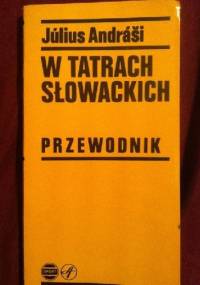 Július Andráši
W TATRACH
SŁOWACKICH
PRZEWODNIK